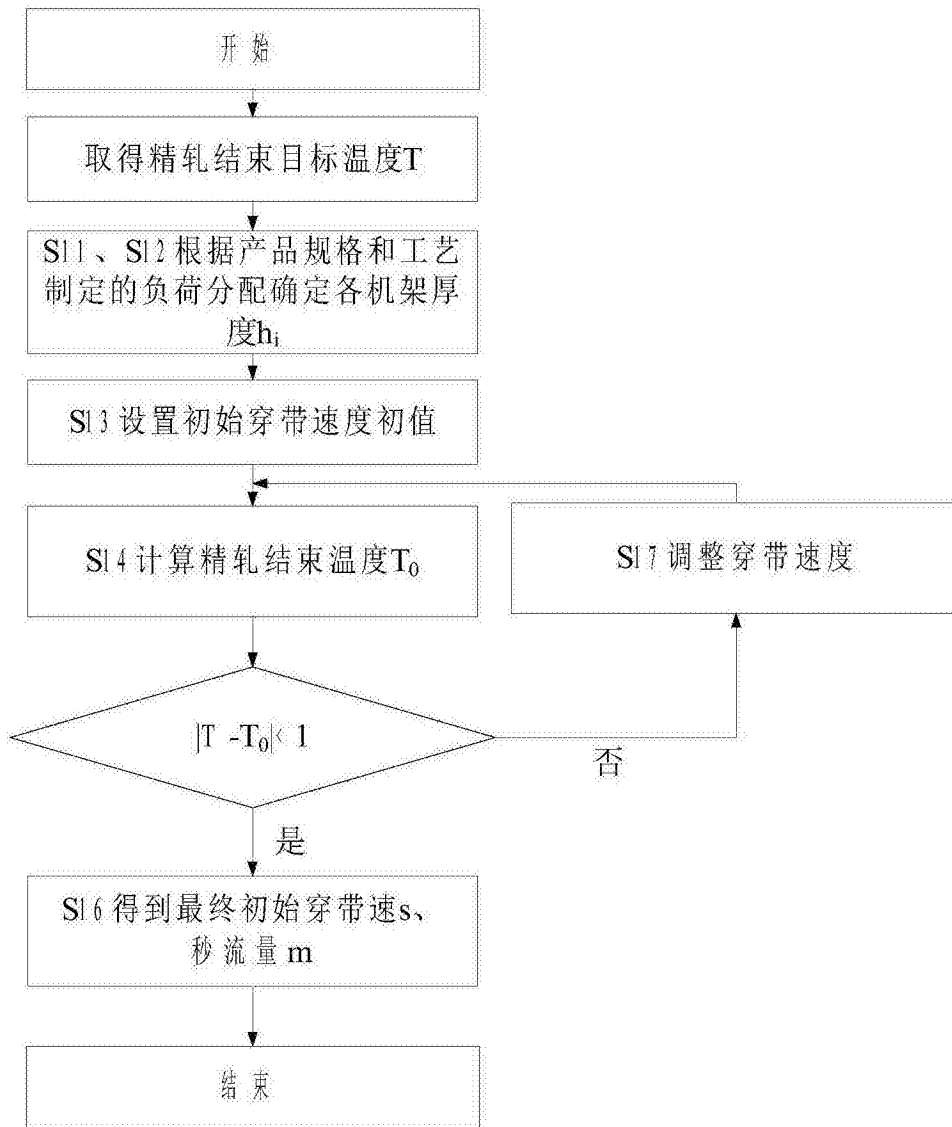 开始
取得精轧结束目标温度T
S11、S12根据产品规格和工艺
制定的负荷分配确定各机架厚
度hᵢ
S13设置初始穿带速度初值
S14计算精轧结束温度T₀
S17调整穿带速度
|T -T₀|< 1
否
是
S16得到最终初始穿带速s、
秒流量m
结束